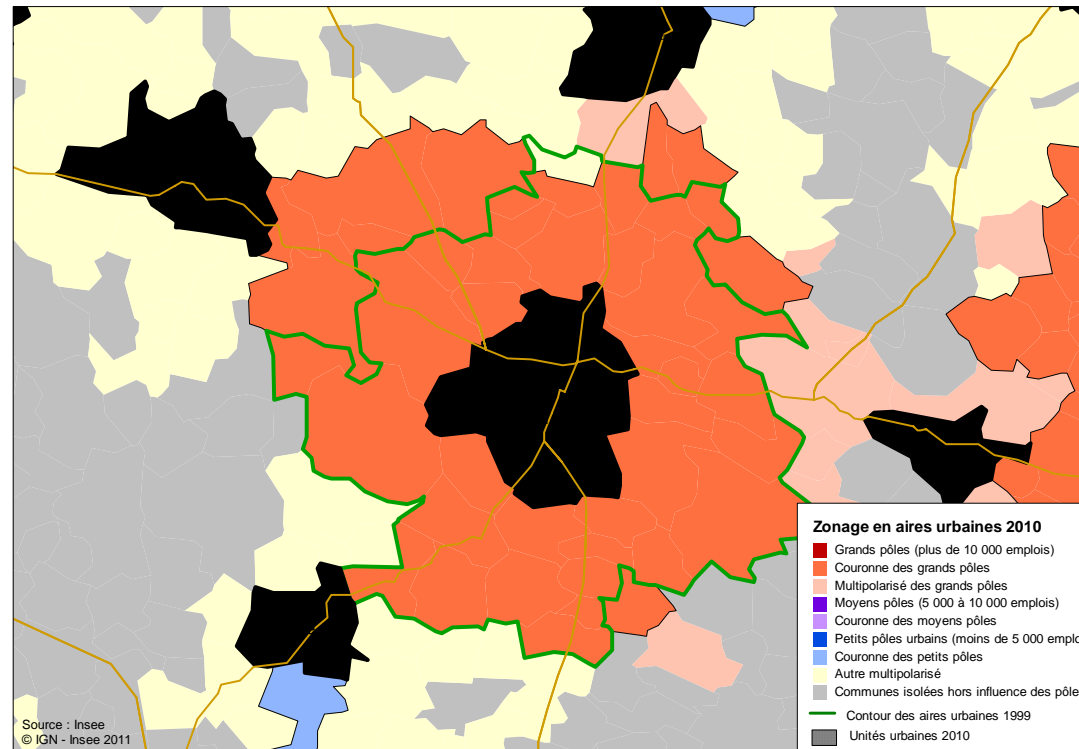 Zonage en aires urbaines 2010
Grands pôles (plus de 10 000 emplois)
Couronne des grands pôles
Multipolarisé des grands pôles
Moyens pôles (5 000 à 10 000 emplois)
Couronne des moyens pôles
Petits pôles urbains (moins de 5 000 emplo
Couronne des petits pôles
Autre multipolarisé
Communes isolées hors influence des pôle
Contour des aires urbaines 1999
Unités urbaines 2010
Source : Insee
© IGN - Insee 2011